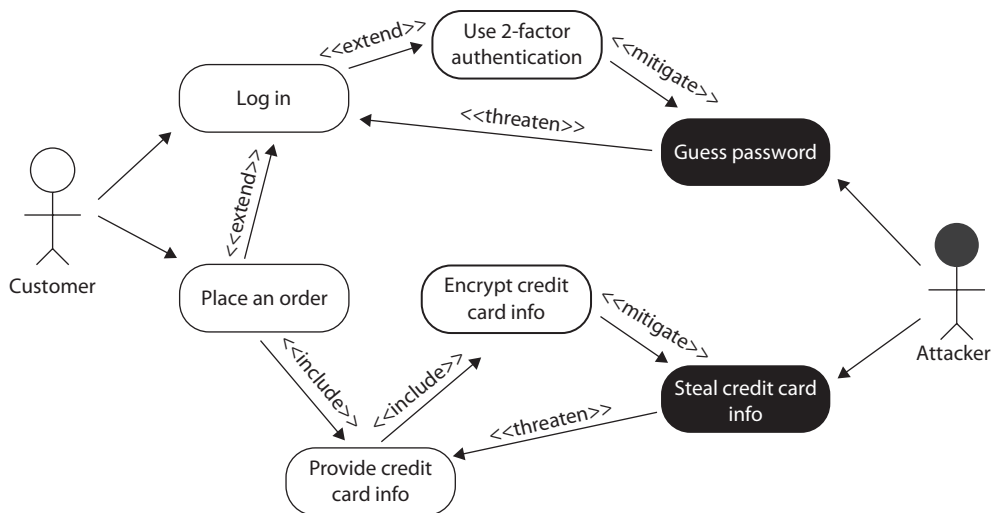 <<extend>>
Use 2-factor
authentication
<<mitigate>>
Log in
<<threaten>>
Guess password
<<extend>>
Customer
Place an order
Encrypt credit
card info
<<mitigate>>
Attacker
<<include>>
<<include>>
Steal credit card
info
<<threaten>>
Provide credit
card info